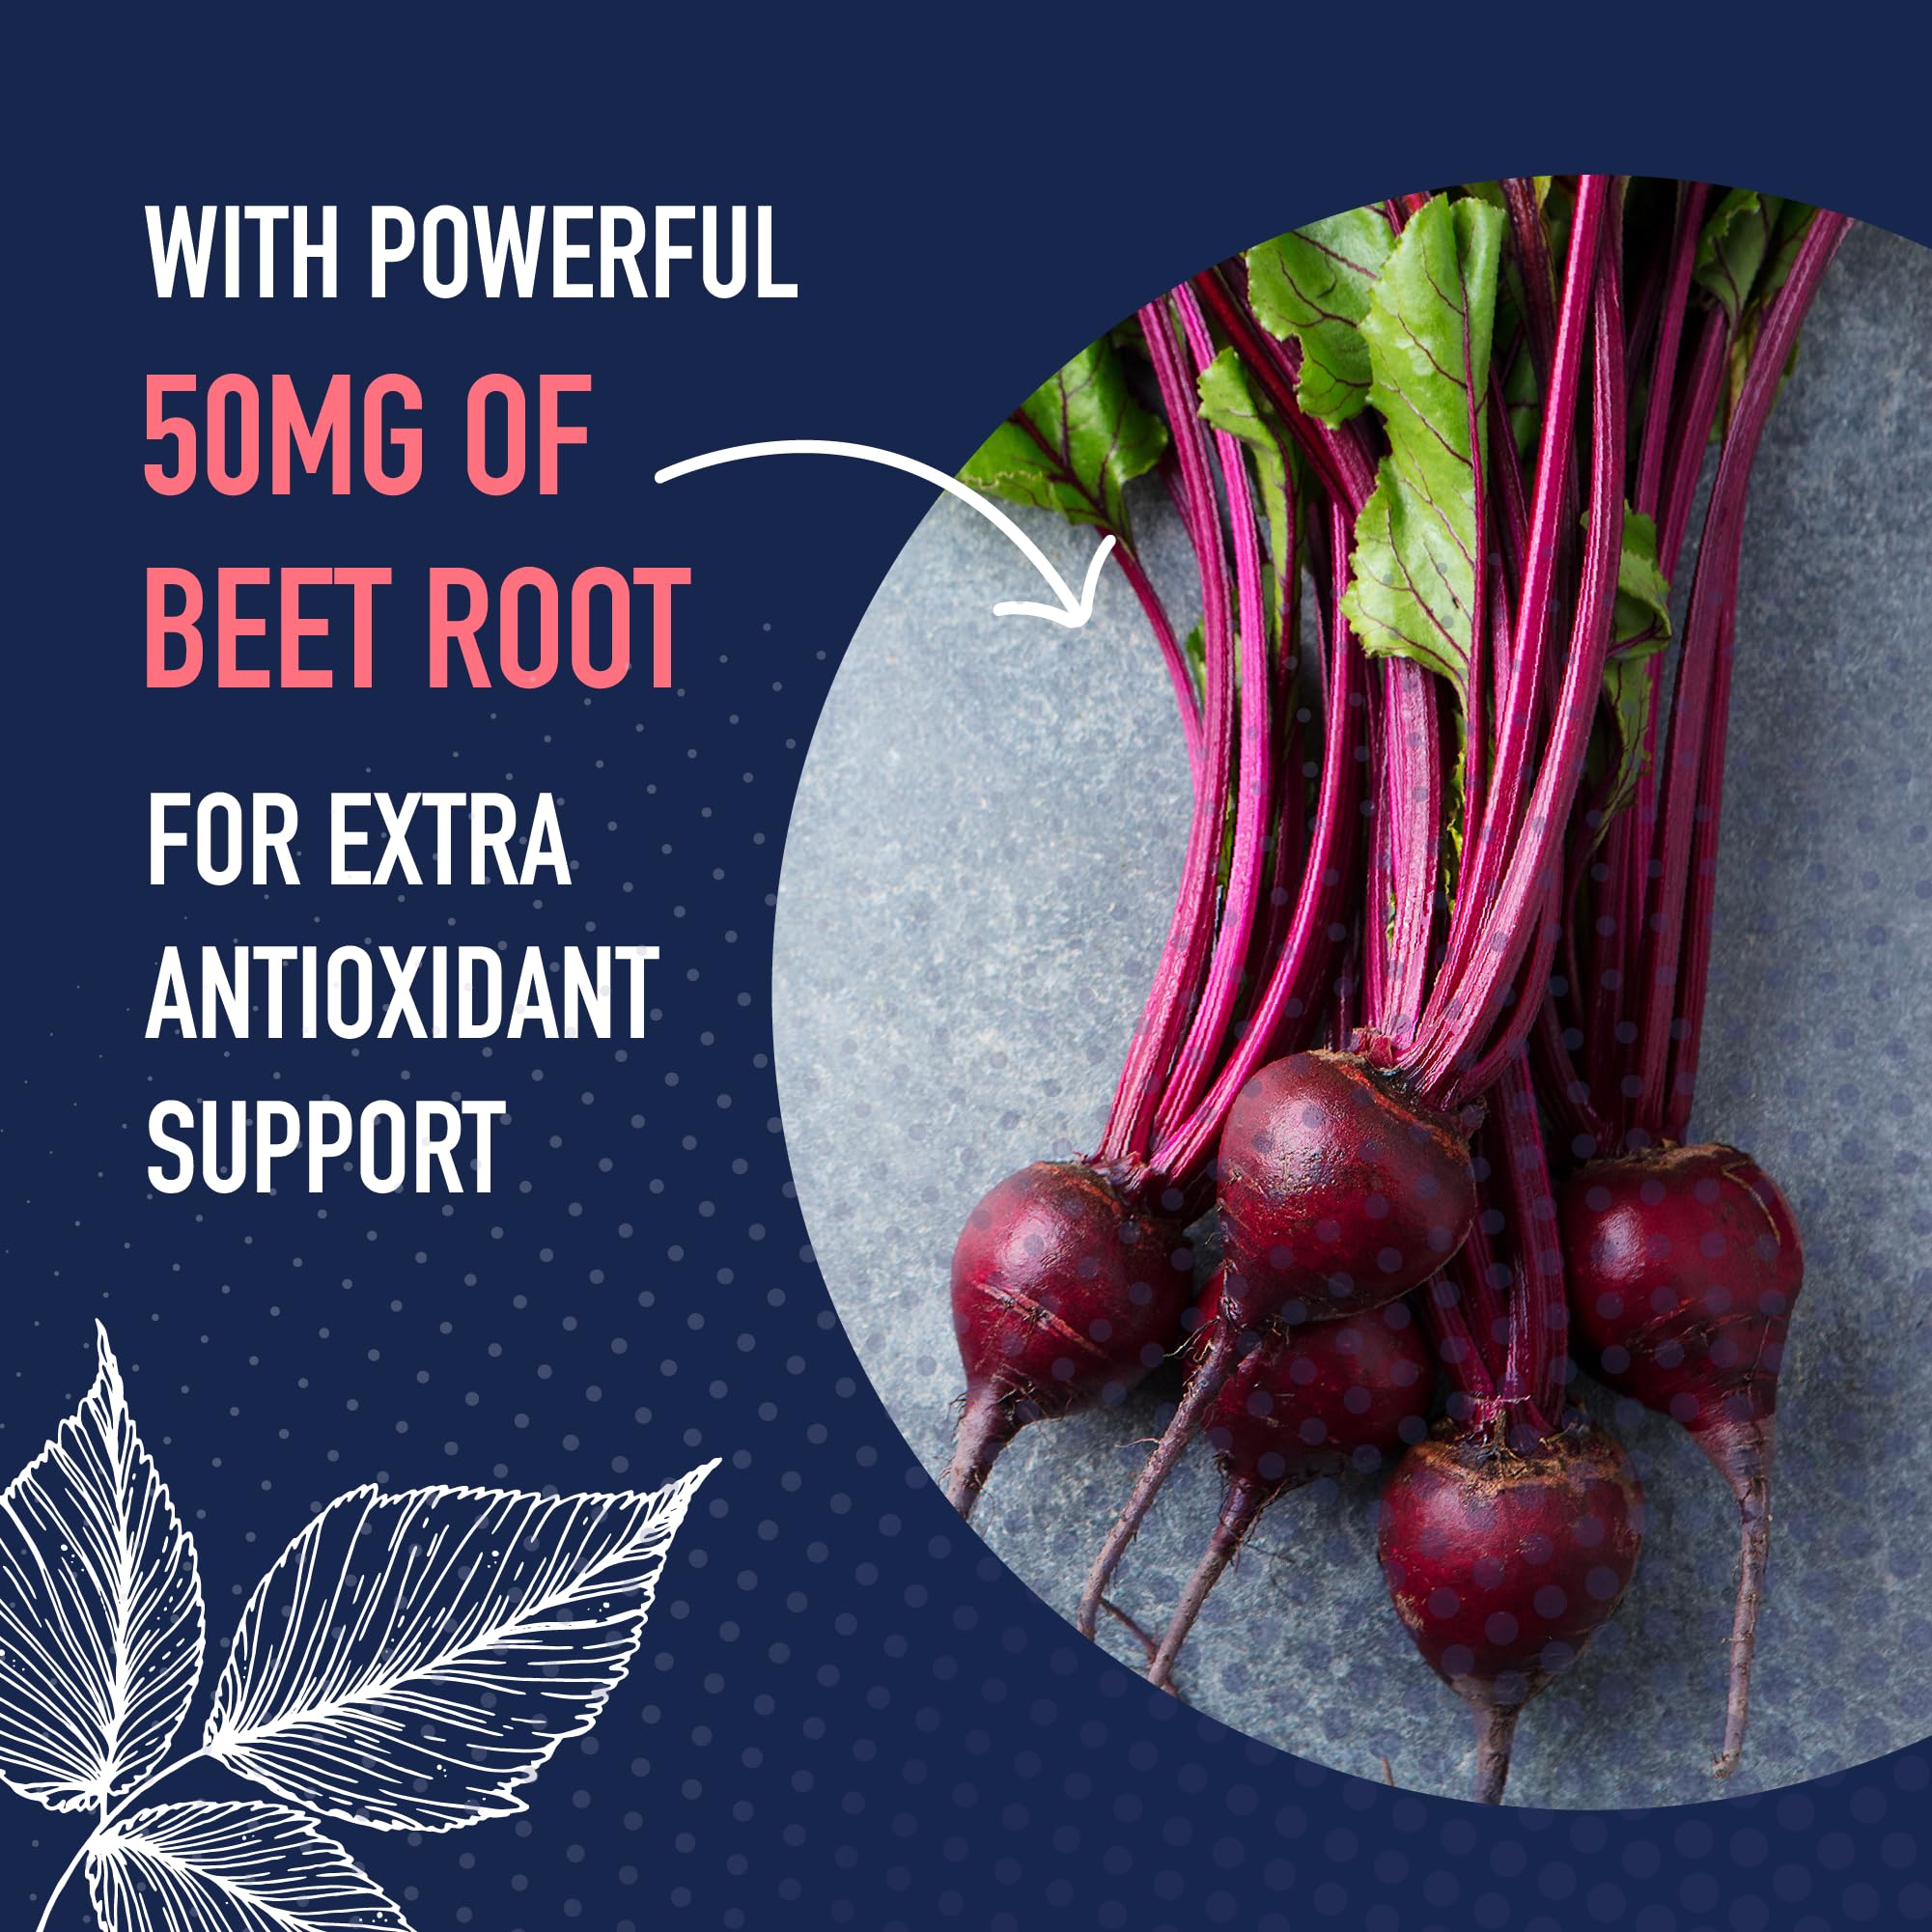 WITH POWERFUL
50MG OF
BEET ROOT
FOR EXTRA
ANTIOXIDANT
SUPPORT